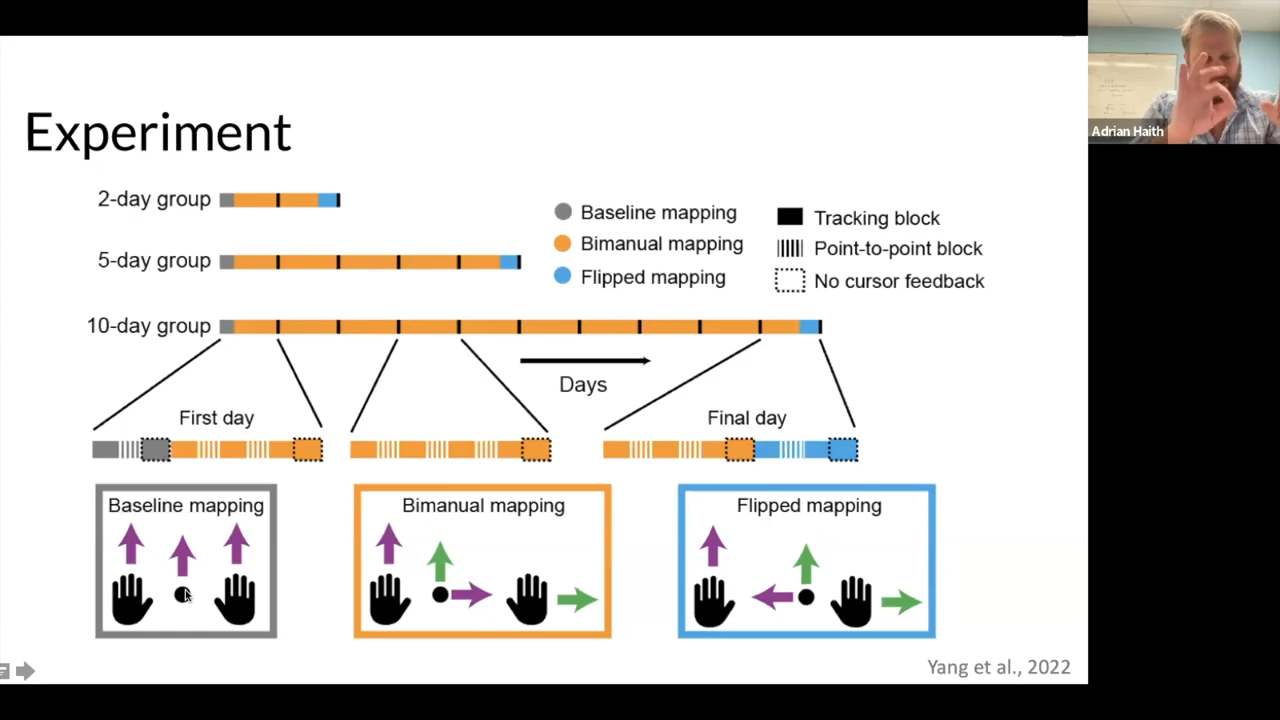 Adrian Haith
Experiment
2-day group
5-day group
10-day group
Baseline mapping
Bimanual mapping
Flipped mapping
Tracking block
Point-to-point block
No cursor feedback
Days
First day
Final day
Baseline mapping
Bimanual mapping
Flipped mapping
Yang et al., 2022